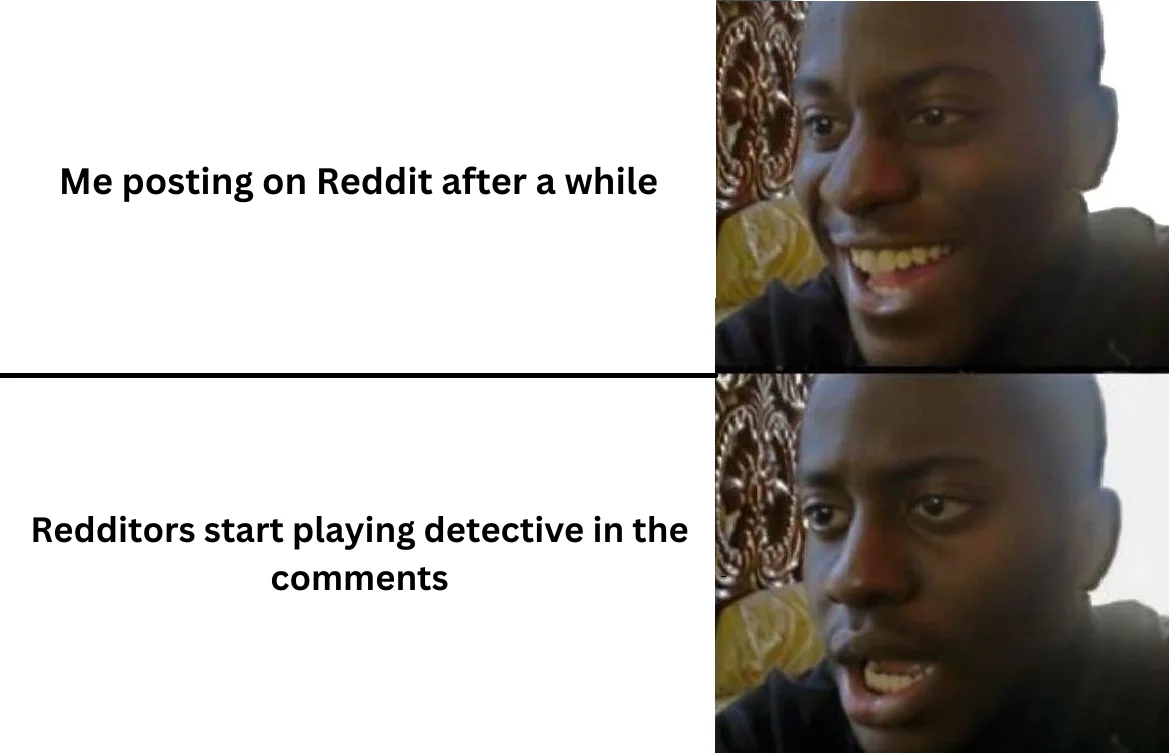 Me posting on Reddit after a while
Redditors start playing detective in the
comments